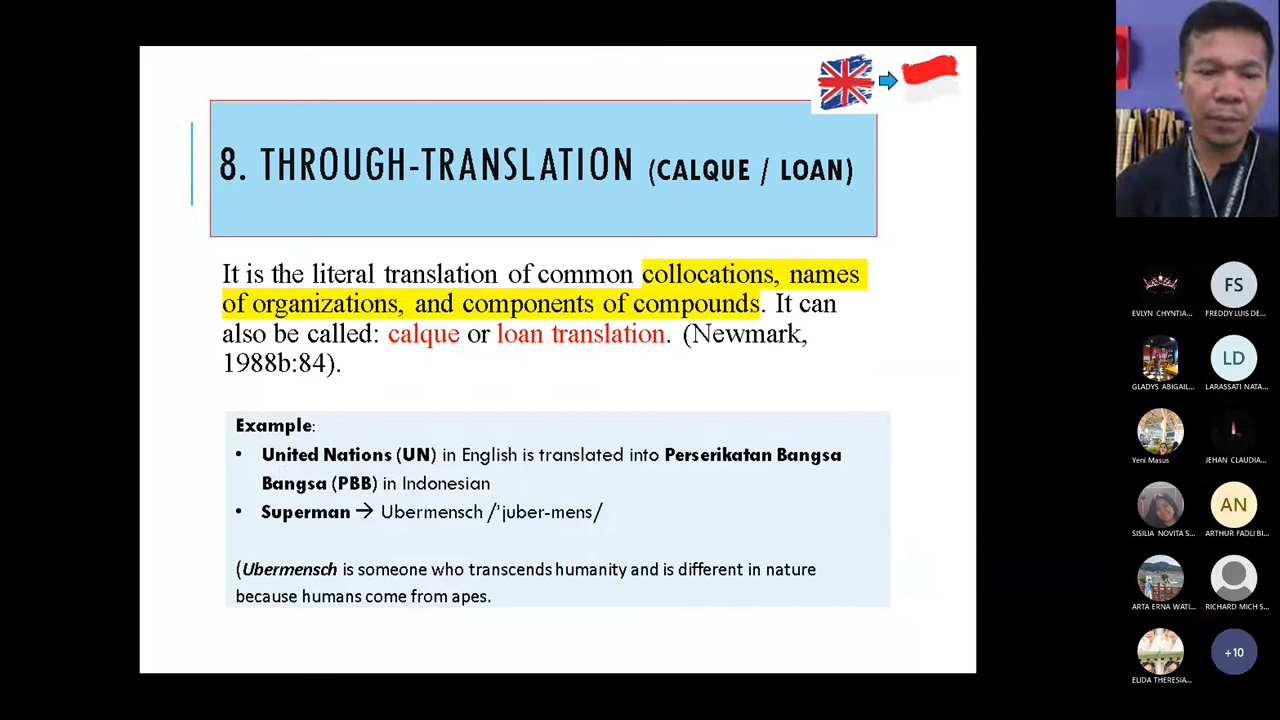 8. THROUGH-TRANSLATION (CALQUE / LOAN)
It is the literal translation of common collocations, names
of organizations, and components of compounds. It can
also be called: calque or loan translation. (Newmark,
1988b:84).
Example:
• United Nations (UN) in English is translated into Perserikatan Bangsa
Bangsa (PBB) in Indonesian
• Superman → Ubermensch /'juber-mens/
(Ubermensch is someone who transcends humanity and is different in nature
because humans come from apes.
FS
EVLYN CHYNTIA...
FREDDY LUIS DE...
LD
GLADYS ABIGAIL...
LARASSATI NATA...
Yeni Masus
JEHAN CLAUDIA...
AN
SISILIA NOVITA S...
ARTHUR FADLI BI...
ARTA ERNA WATI...
RICHARD MICH S...
+10
ELIDA THERESIA...